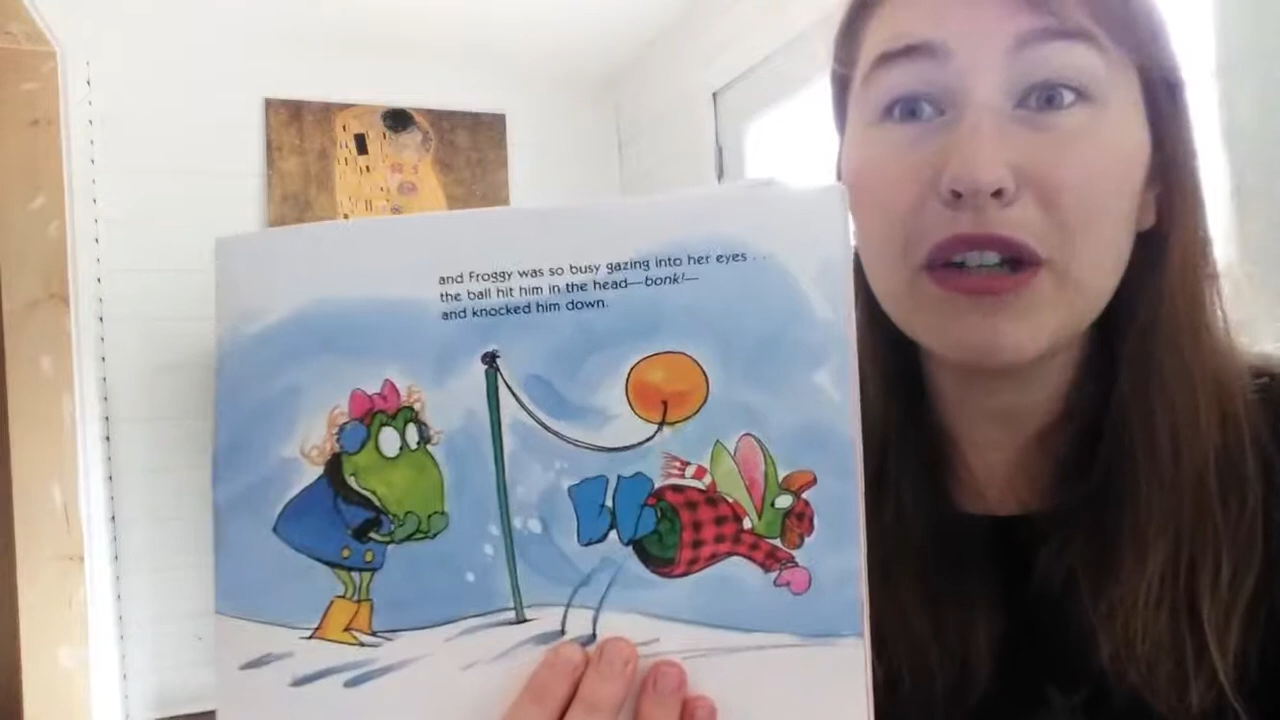 and Froggy was so busy gazing into her eyes . .
the ball hit him in the head—bonk!—
and knocked him down.